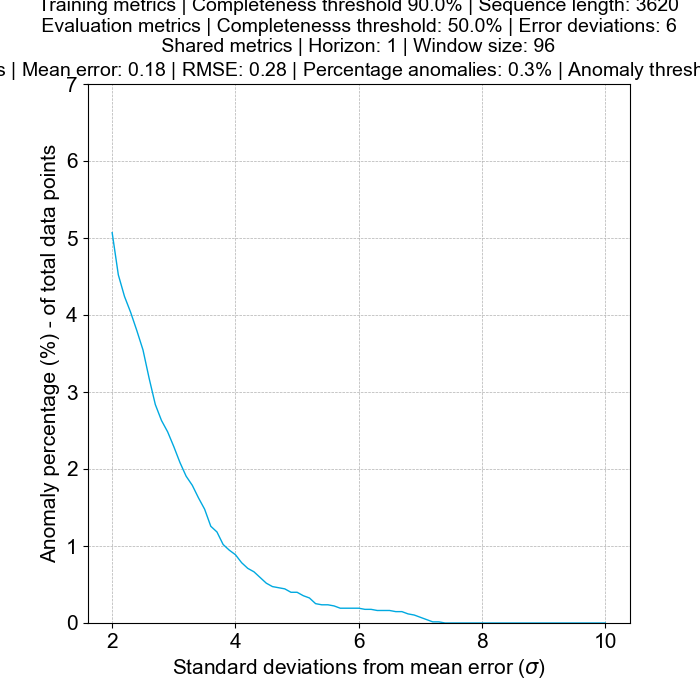 Training metrics | Completeness threshold 90.0% | Sequence length: 3620
Evaluation metrics | Completenesss threshold: 50.0% | Error deviations: 6
Shared metrics | Horizon: 1 | Window size: 96
s | Mean error: 0.18 | RMSE: 0.28 | Percentage anomalies: 0.3% | Anomaly thresh
7
6
5
4
3
2
1
0
Anomaly percentage (%) - of total data points
2 4 6 8 10
Standard deviations from mean error (σ)